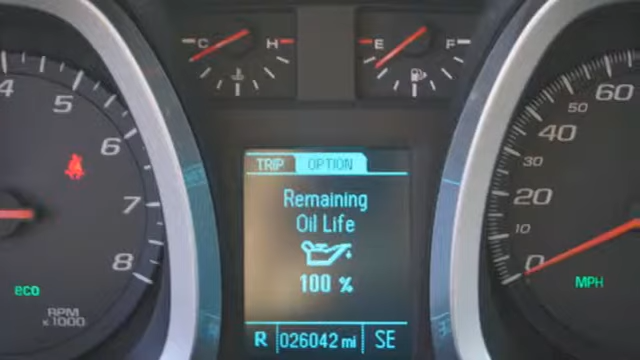 C H
E F
4
5
6
7
8
eco
RPM
x1000
TRIP OPTION
Remaining
Oil Life
100 %
R 026042 mi SE
60
50
40
30
20
10
0
MPH